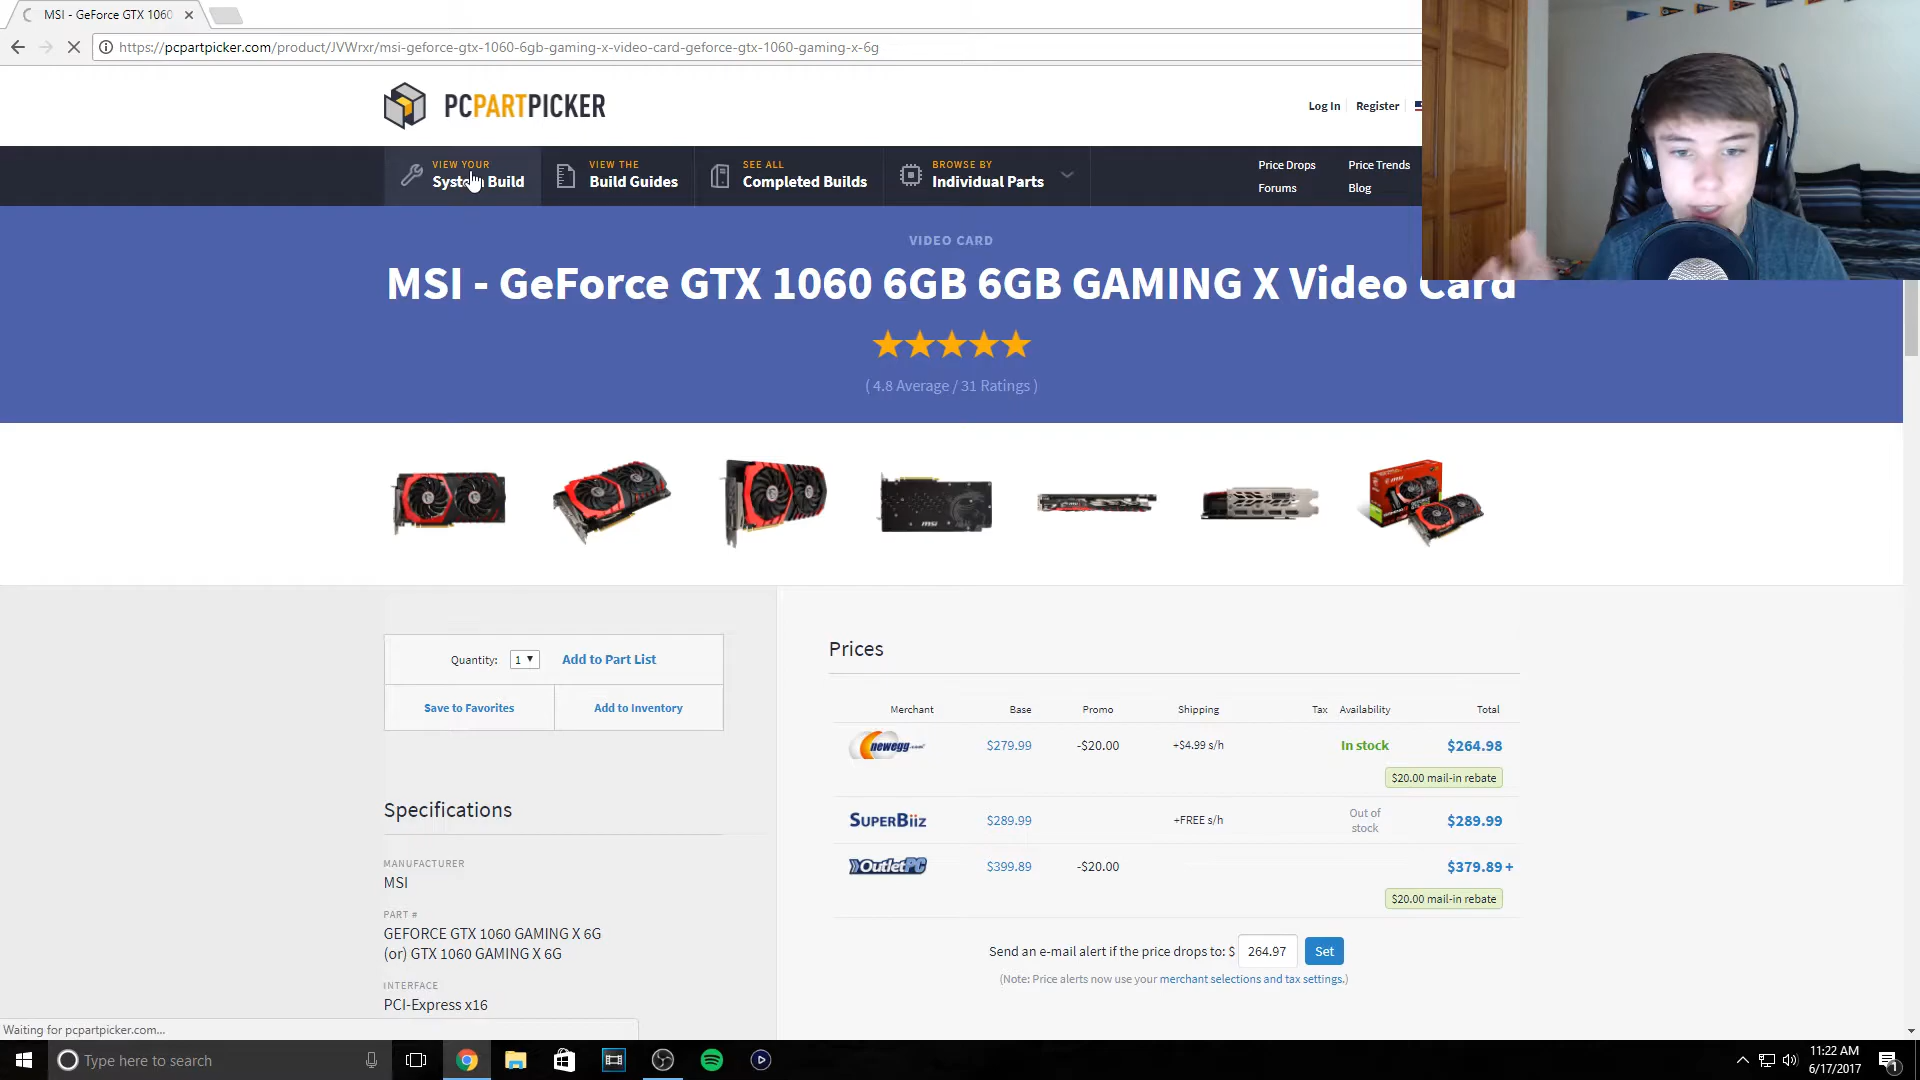 MSI - GeForce GTX 1060
https://pcpartpicker.com/product/JVWrxr/msi-geforce-gtx-1060-6gb-gaming-x-video-card-geforce-gtx-1060-gaming-x-6g
PCPARTPICKER
Log In
Register
VIEW YOUR
System Build
VIEW THE
Build Guides
SEE ALL
Completed Builds
BROWSE BY
Individual Parts
Price Drops
Price Trends
Forums
Blog
VIDEO CARD
MSI - GeForce GTX 1060 6GB 6GB GAMING X Video Card
( 4.8 Average / 31 Ratings )
Quantity: 1 Add to Part List
Save to Favorites
Add to Inventory
Specifications
MANUFACTURER
MSI
PART #
GEFORCE GTX 1060 GAMING X 6G
(or) GTX 1060 GAMING X 6G
INTERFACE
PCI-Express x16
Prices
Merchant Base Promo Shipping Tax Availability Total
newegg.com $279.99 -$20.00 +$4.99 s/h In stock $264.98
$20.00 mail-in rebate
SUPERBIIZ $289.99 +FREE s/h Out of stock $289.99
OutletPC $399.89 -$20.00 $379.89 +
$20.00 mail-in rebate
Send an e-mail alert if the price drops to: $ 264.97 Set
(Note: Price alerts now use your merchant selections and tax settings.)
Waiting for pcpartpicker.com...
Type here to search
11:22 AM
6/17/2017
1